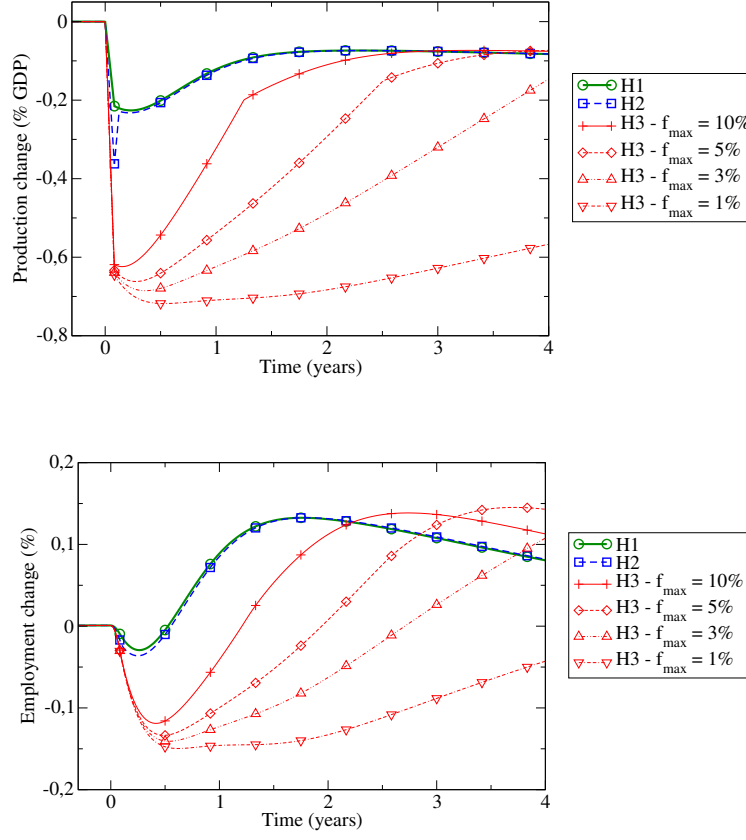 0
-0,2
-0,4
-0,6
-0,8
Production change (% GDP)
0 1 2 3 4
Time (years)
H1
H2
H3 - f_max = 10%
H3 - f_max = 5%
H3 - f_max = 3%
H3 - f_max = 1%
0,2
0,1
0
-0,1
-0,2
Employment change (%)
0 1 2 3 4
Time (years)
H1
H2
H3 - f_max = 10%
H3 - f_max = 5%
H3 - f_max = 3%
H3 - f_max = 1%